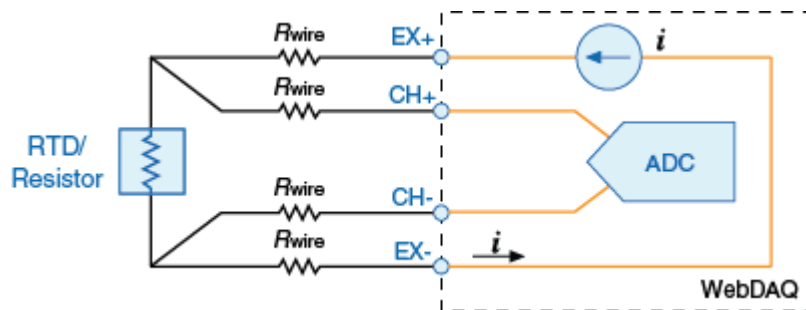 Rwire
EX+
i
Rwire
CH+
RTD/
Resistor
ADC
Rwire
CH-
Rwire
EX-
i
WebDAQ